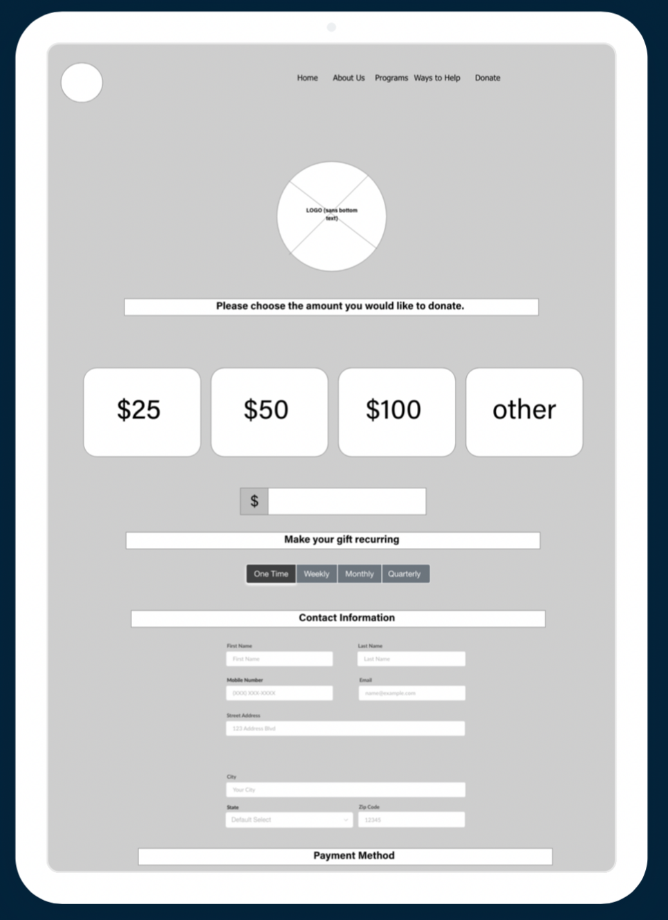 Home About Us Programs Ways to Help Donate
LOGO (sans bottom
text)
Please choose the amount you would like to donate.
$25 $50 $100 other
$
Make your gift recurring
One Time Weekly Monthly Quarterly
Contact Information
First Name Last Name
First Name Last Name
Mobile Number Email
(XXX) XXX-XXXX name@example.com
Street Address
123 Address Blvd
City
Your City
State Zip Code
Default Select 12345
Payment Method